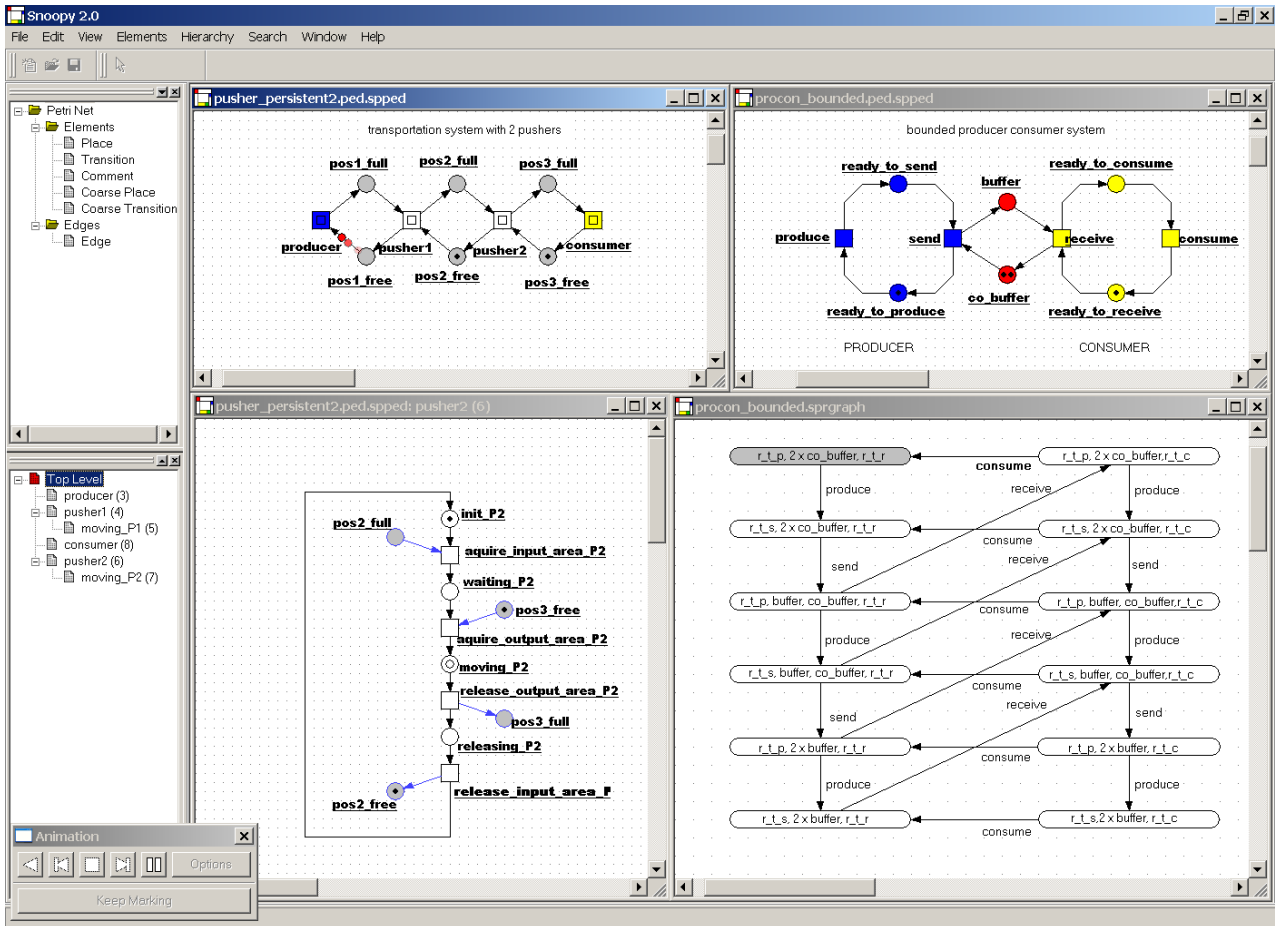 Snoopy 2.0
File Edit View Elements Hierarchy Search Window Help
Petri Net
Elements
Place
Transition
Comment
Coarse Place
Coarse Transition
Edges
Edge
Top Level
producer (3)
pusher1 (4)
moving_P1 (5)
consumer (8)
pusher2 (6)
moving_P2 (7)
Animation
Options
Keep Marking
pusher_persistent2.ped.spped
transportation system with 2 pushers
pos1_full
pos2_full
pos3_full
producer
pusher1
pusher2
consumer
pos1_free
pos2_free
pos3_free
procon_bounded.ped.spped
bounded producer consumer system
ready_to_send
ready_to_consume
buffer
produce
send
receive
consume
co_buffer
ready_to_produce
ready_to_receive
PRODUCER
CONSUMER
pusher_persistent2.ped.spped: pusher2 (6)
init_P2
pos2_full
aquire_input_area_P2
waiting_P2
pos3_free
aquire_output_area_P2
moving_P2
release_output_area_P2
pos3_full
releasing_P2
release_input_area_P
pos2_free
procon_bounded.sprgraph
r_t_p, 2 x co_buffer, r_t_r
r_t_p, 2 x co_buffer,r_t_c
consume
produce
receive
produce
r_t_s, 2 x co_buffer, r_t_r
r_t_s, 2 x co_buffer, r_t_c
consume
send
receive
send
r_t_p, buffer, co_buffer, r_t_r
r_t_p, buffer, co_buffer,r_t_c
consume
produce
receive
produce
r_t_s, buffer, co_buffer, r_t_r
r_t_s, buffer, co_buffer,r_t_c
consume
send
receive
send
r_t_p, 2 x buffer, r_t_r
r_t_p, 2 x buffer, r_t_c
consume
produce
produce
r_t_s, 2 x buffer, r_t_r
r_t_s,2 x buffer, r_t_c
consume